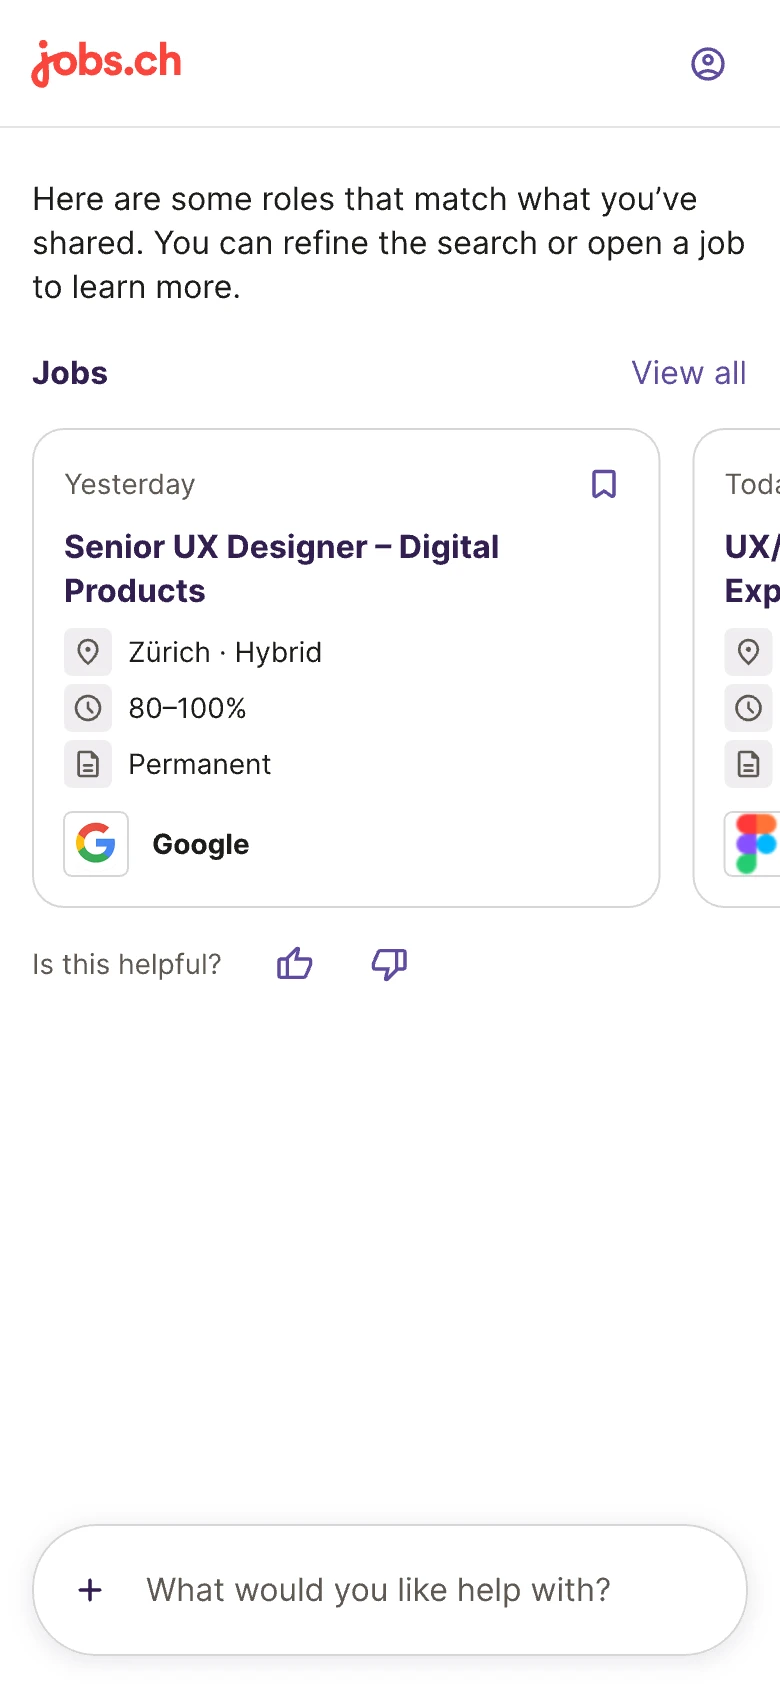 jobs.ch
Here are some roles that match what you’ve
shared. You can refine the search or open a job
to learn more.
Jobs
View all
Yesterday
Senior UX Designer – Digital
Products
Zürich · Hybrid
80–100%
Permanent
Google
UX/
Is this helpful?
What would you like help with?